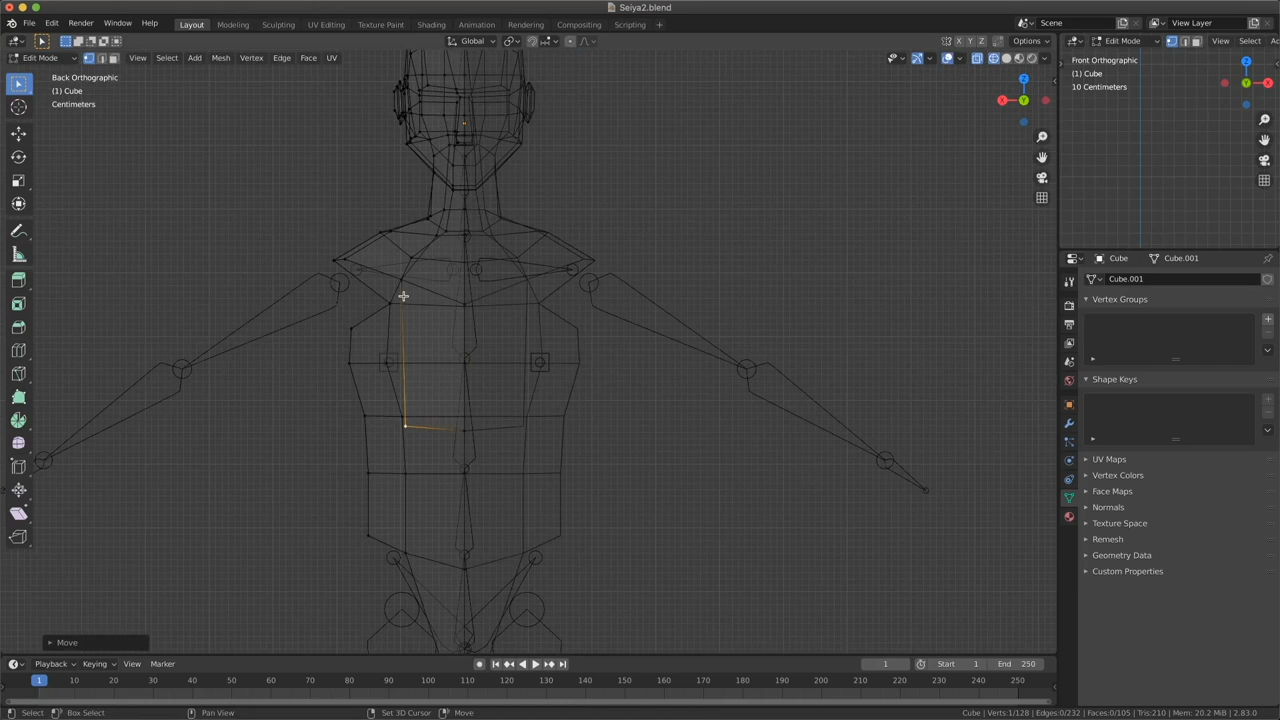 Seiya2.blend
File Edit Render Window Help Layout Modeling Sculpting UV Editing Texture Paint Shading Animation Rendering Compositing Scripting Scene View Layer
Global X Y Z Options Edit Mode View Select A
Edit Mode View Select Add Mesh Vertex Edge Face UV
Back Orthographic
(1) Cube
Centimeters
Z
X Y
Move
Front Orthographic
(1) Cube
10 Centimeters
Z
Y X
Cube Cube.001
Cube.001
Vertex Groups
Shape Keys
UV Maps
Vertex Colors
Face Maps
Normals
Texture Space
Remesh
Geometry Data
Custom Properties
Playback Keying View Marker 1 Start 1 End 250
1 10 20 30 40 50 60 70 80 90 100 110 120 130 140 150 160 170 180 190 200 210 220 230 240 250
Select Box Select Pan View Set 3D Cursor Move Cube | Verts:1/128 | Edges:0/232 | Faces:0/105 | Tris:210 | Mem: 20.2 MiB | 2.83.0